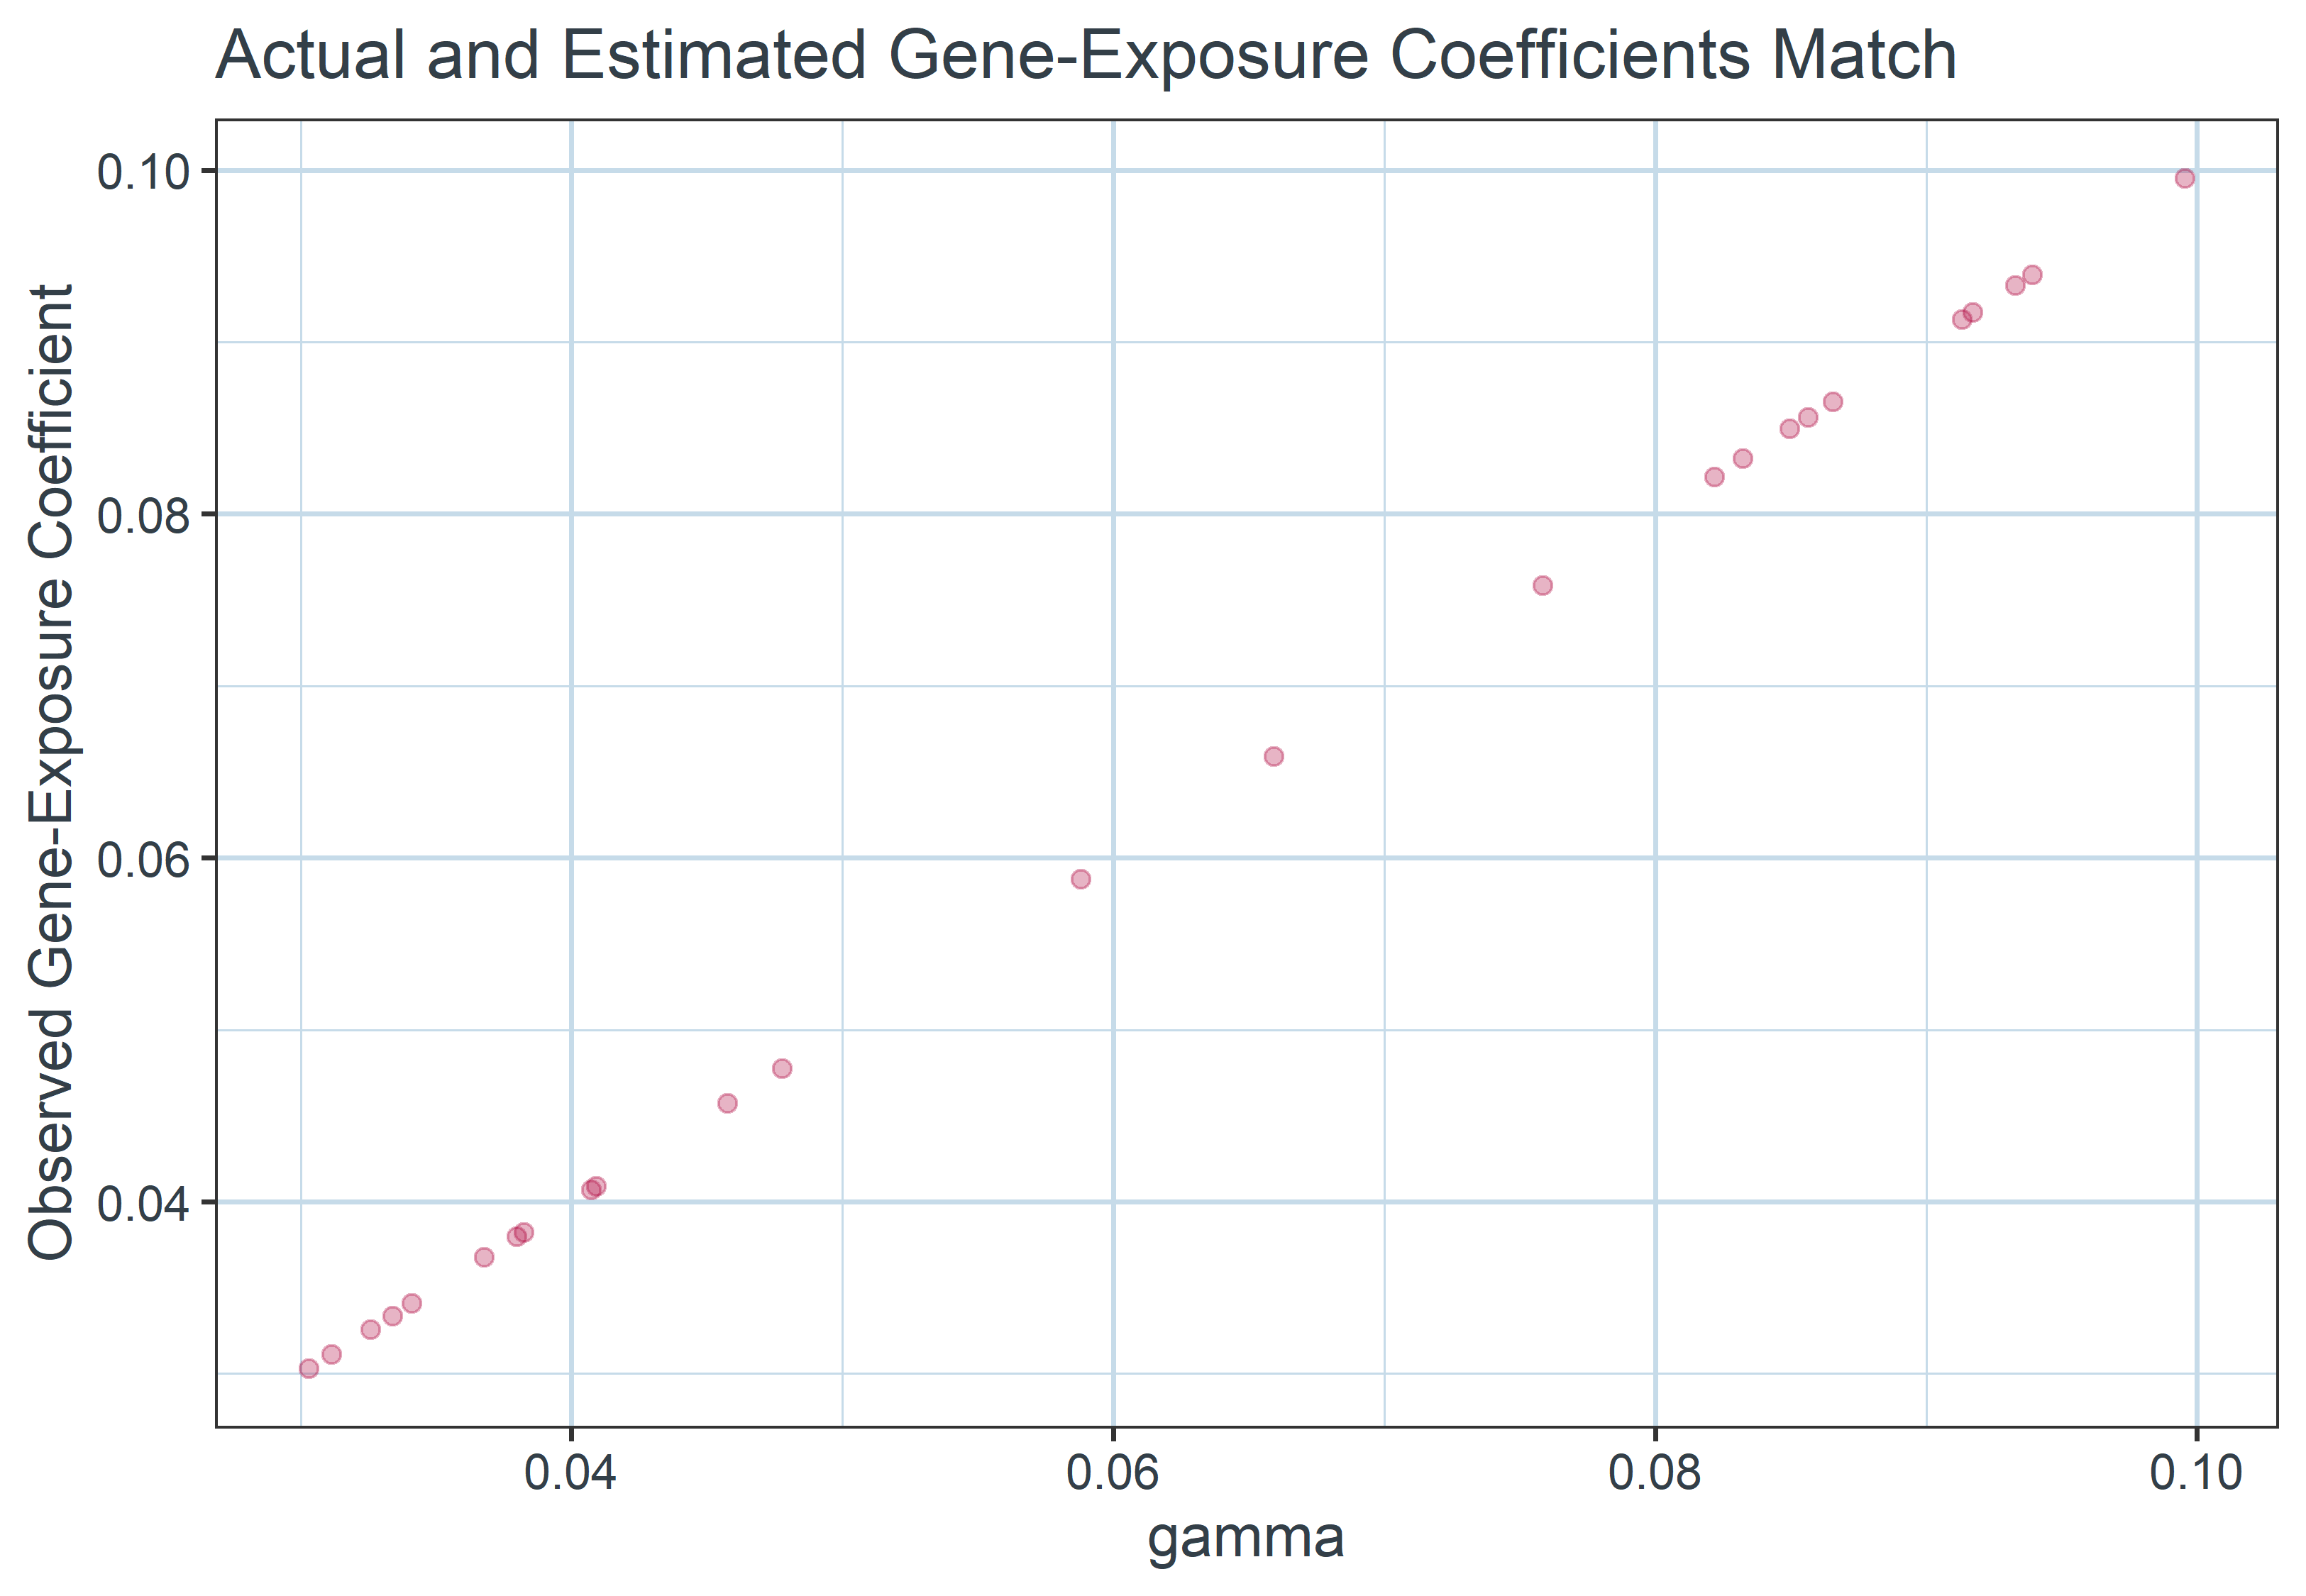 Actual and Estimated Gene-Exposure Coefficients Match
Observed Gene-Exposure Coefficient
0.10
0.08
0.06
0.04
0.04 0.06 0.08 0.10
gamma